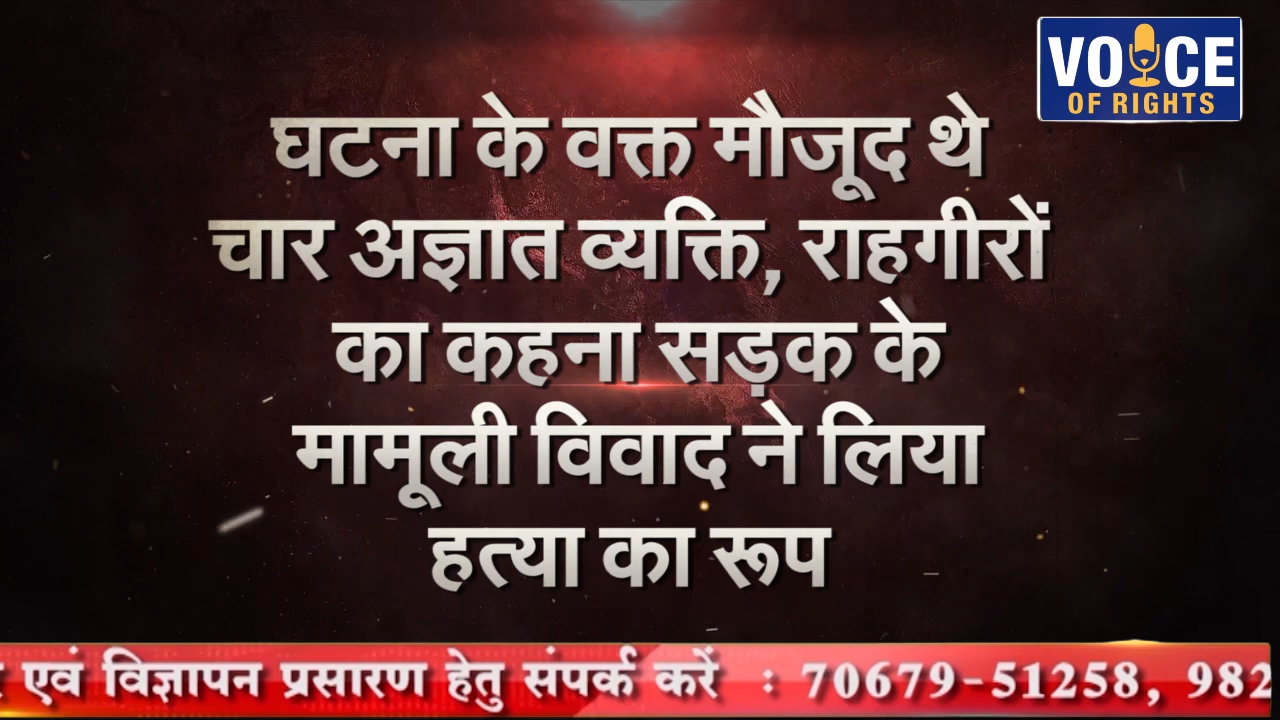 VOICE
OF RIGHTS
घटना के वक्त मौजूद थे
चार अज्ञात व्यक्ति, राहगीरों
का कहना सड़क के
मामूली विवाद ने लिया
हत्या का रूप
एवं विज्ञापन प्रसारण हेतु संपर्क करें : 70679-51258, 982